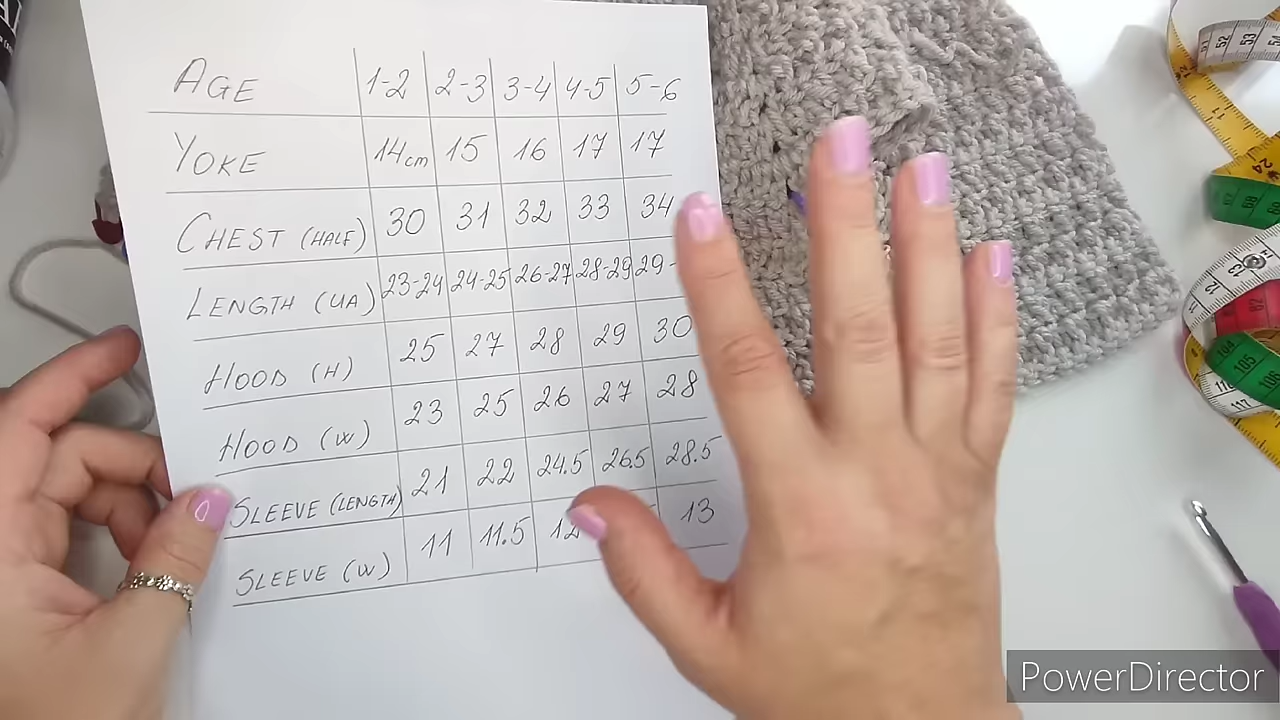 AGE 1-2 2-3 3-4 4-5 5-6
YOKE 14cm 15 16 17 17
CHEST (HALF) 30 31 32 33 34
LENGTH (UA) 23-24 24-25 26-27 28-29 29-
HOOD (H) 25 27 28 29 30
HOOD (W) 23 25 26 27 28
SLEEVE (LENGTH) 21 22 24.5 26.5 28.5
SLEEVE (W) 11 11.5 12 13
PowerDirector